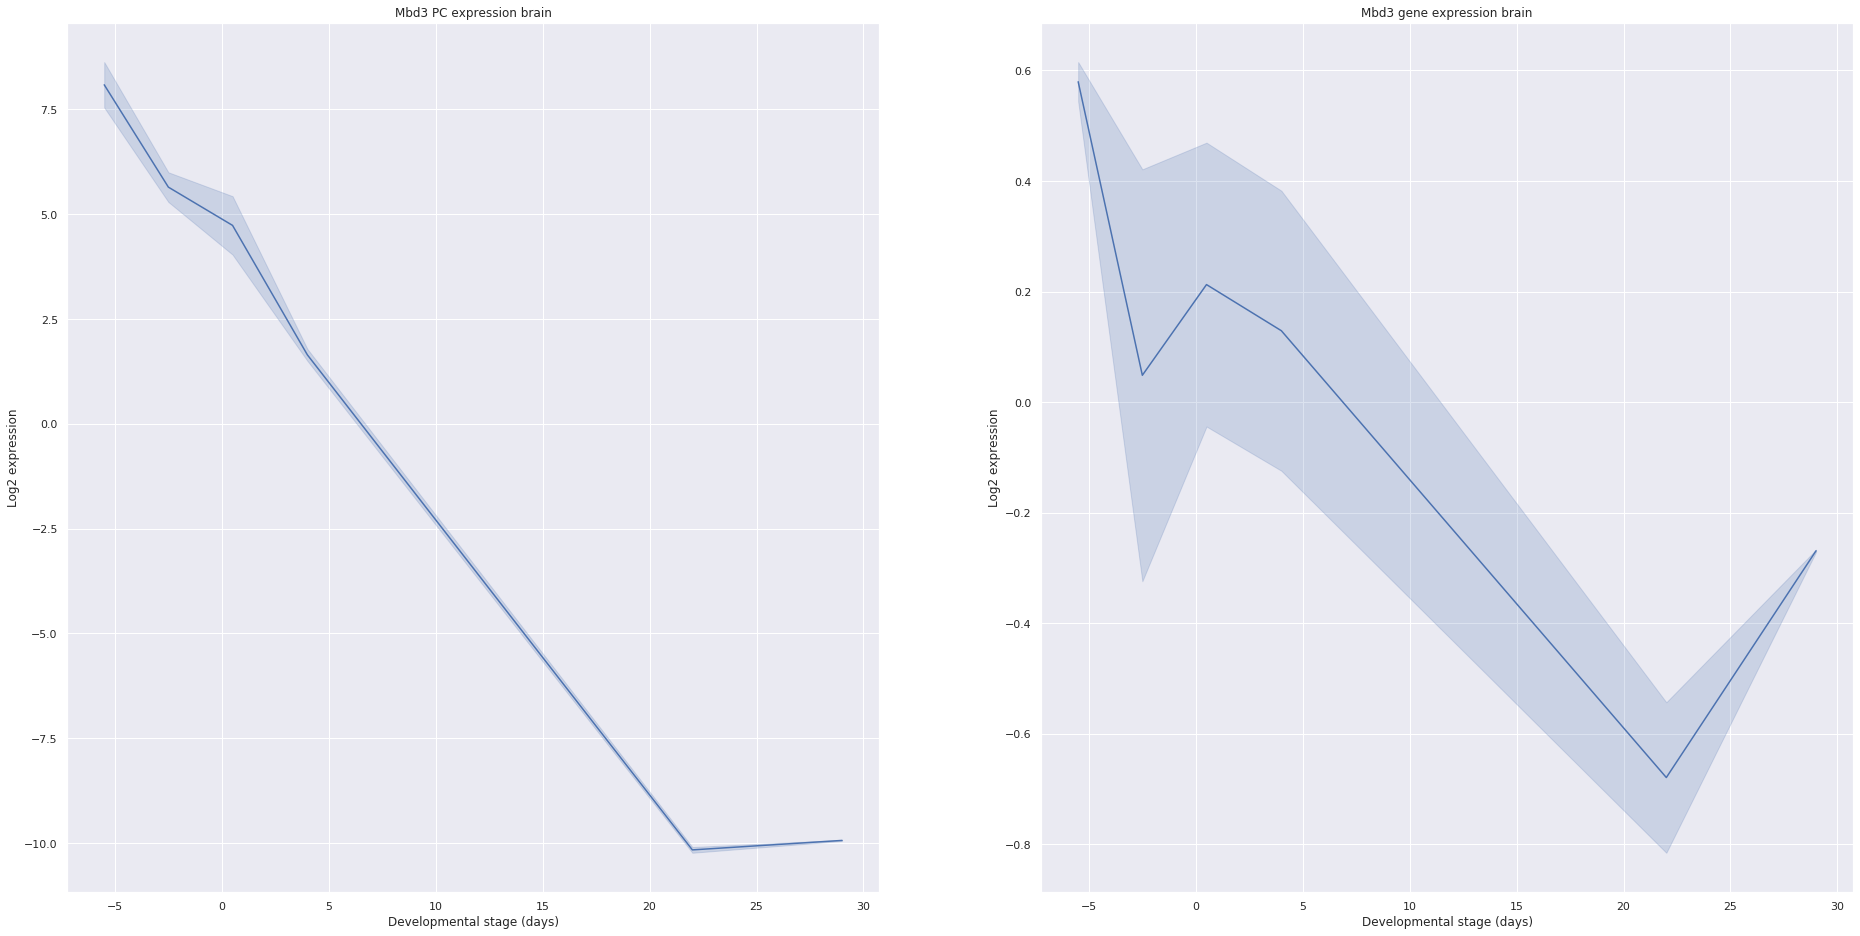 Mbd3 PC expression brain
7.5
5.0
2.5
0.0
−2.5
−5.0
−7.5
−10.0
Log2 expression
−5 0 5 10 15 20 25 30
Developmental stage (days)
Mbd3 gene expression brain
0.6
0.4
0.2
0.0
−0.2
−0.4
−0.6
−0.8
Log2 expression
−5 0 5 10 15 20 25 30
Developmental stage (days)